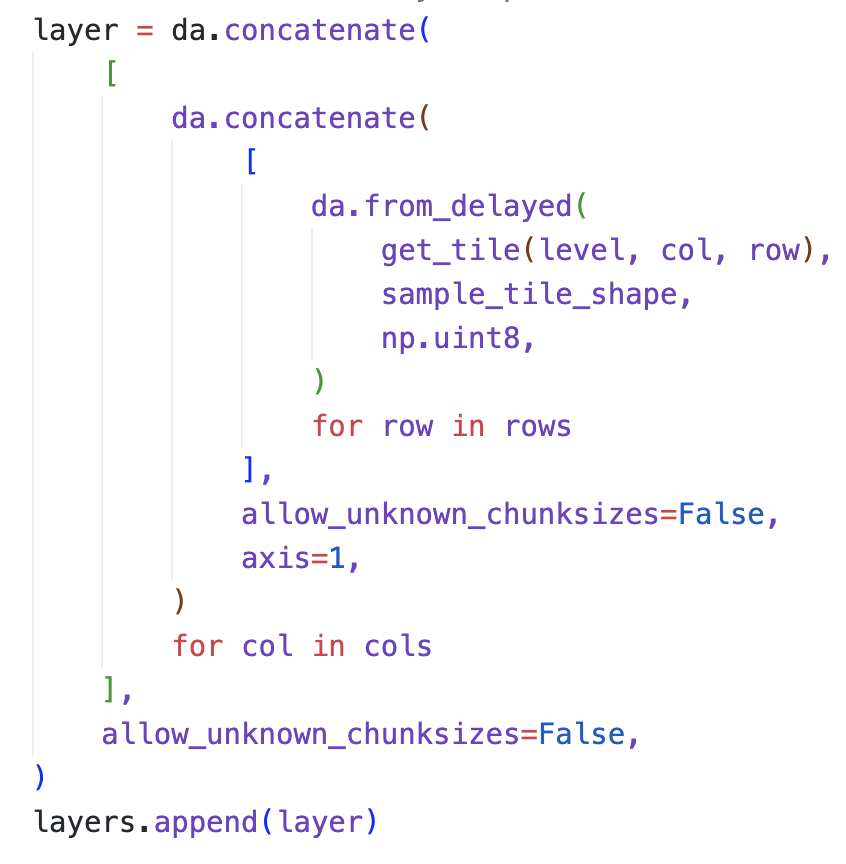 layer = da.concatenate(
    [
        da.concatenate(
            [
                da.from_delayed(
                    get_tile(level, col, row),
                    sample_tile_shape,
                    np.uint8,
                )
                for row in rows
            ],
            allow_unknown_chunksizes=False,
            axis=1,
        )
        for col in cols
    ],
    allow_unknown_chunksizes=False,
)
layers.append(layer)